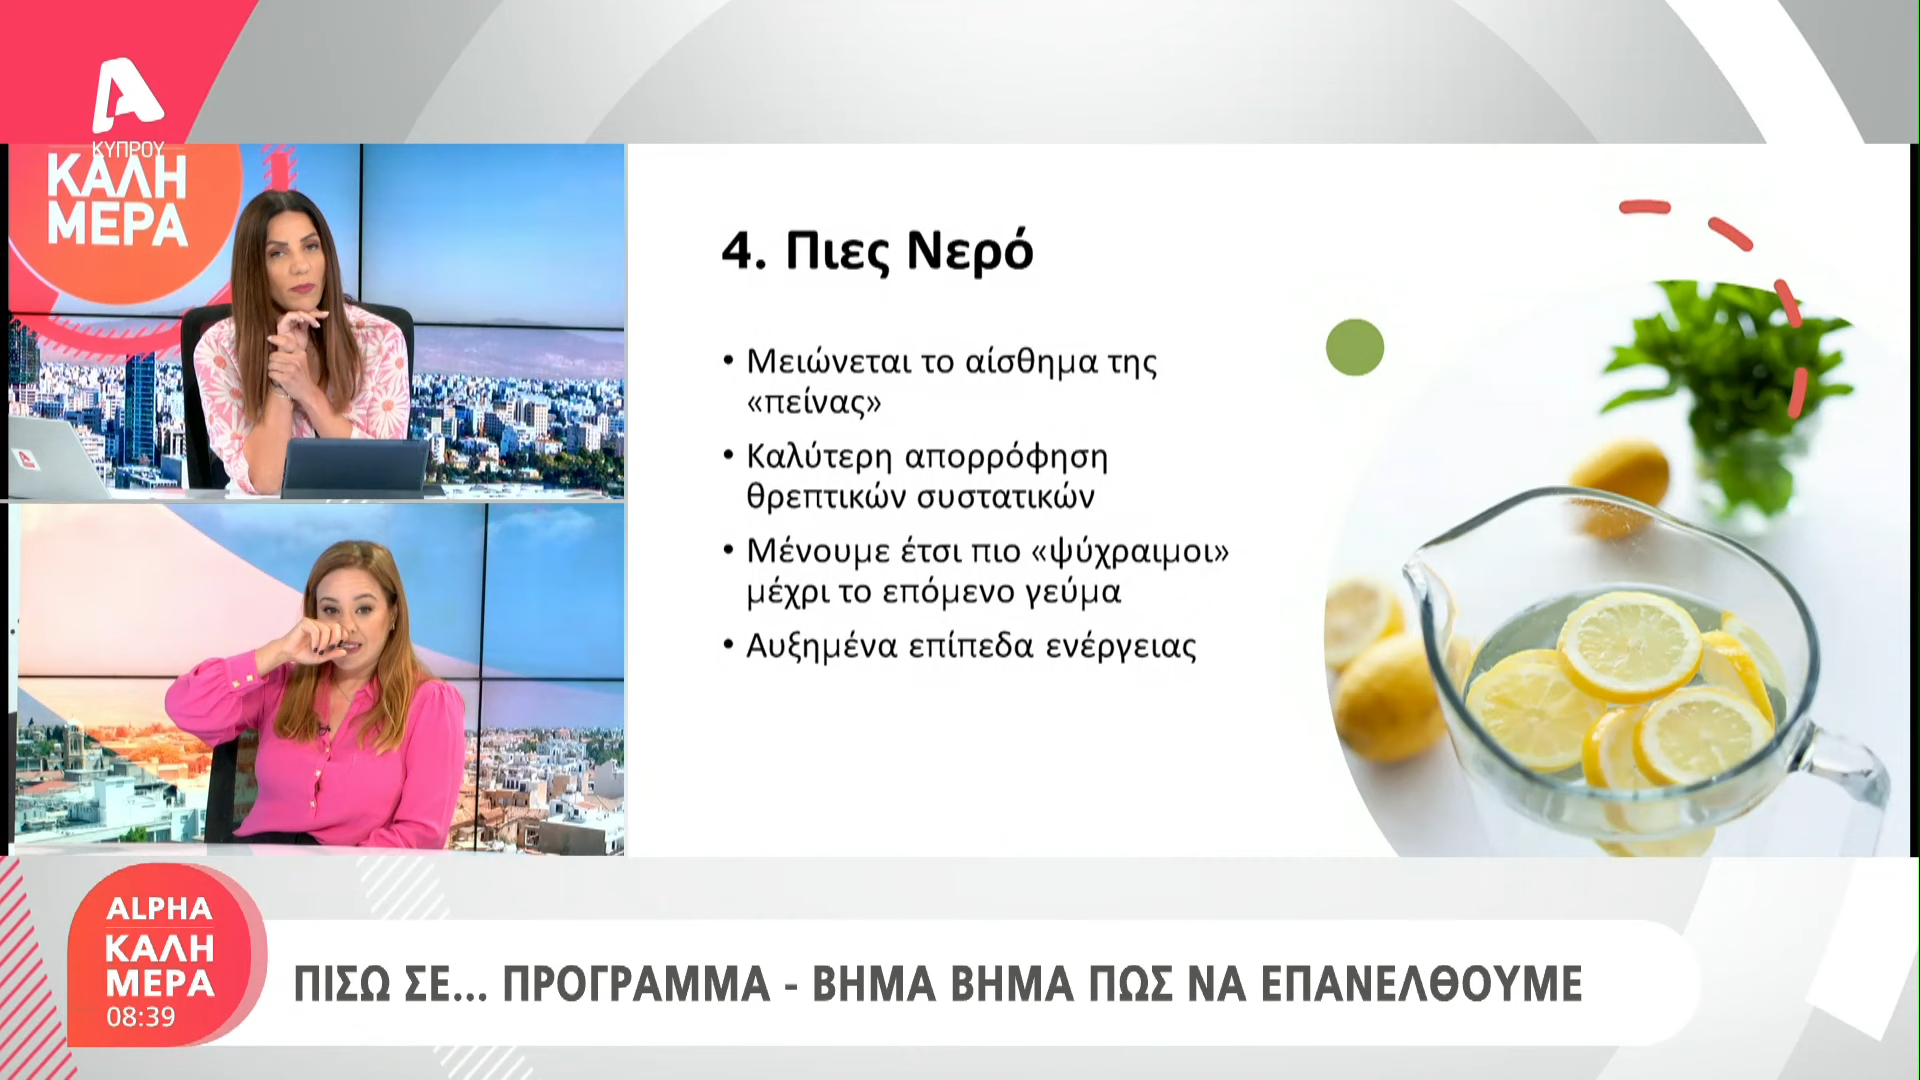 ΚΥΠΡΟΥ
ΚΑΛΗ
ΜΕΡΑ
4. Πιες Νερό
• Μειώνεται το αίσθημα της
«πείνας»
• Καλύτερη απορρόφηση
θρεπτικών συστατικών
• Μένουμε έτσι πιο «ψύχραιμοι»
μέχρι το επόμενο γεύμα
• Αυξημένα επίπεδα ενέργειας
ALPHA
ΚΑΛΗ
ΜΕΡΑ
08:39
ΠΙΣΩ ΣΕ... ΠΡΟΓΡΑΜΜΑ - ΒΗΜΑ ΒΗΜΑ ΠΩΣ ΝΑ ΕΠΑΝΕΛΘΟΥΜΕ